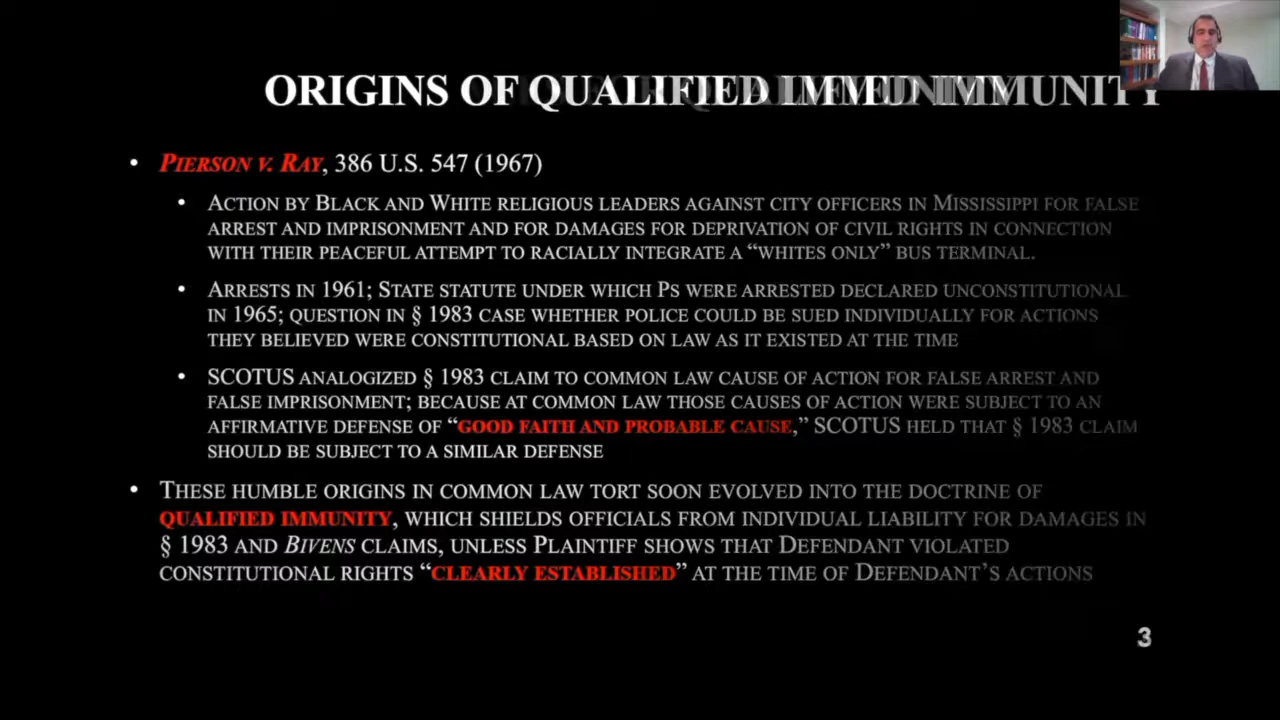 ORIGINS OF QUALIFIED IMMUNITY
• PIERSON V. RAY, 386 U.S. 547 (1967)
• ACTION BY BLACK AND WHITE RELIGIOUS LEADERS AGAINST CITY OFFICERS IN MISSISSIPPI FOR FALSE
ARREST AND IMPRISONMENT AND FOR DAMAGES FOR DEPRIVATION OF CIVIL RIGHTS IN CONNECTION
WITH THEIR PEACEFUL ATTEMPT TO RACIALLY INTEGRATE A “WHITES ONLY” BUS TERMINAL.
• ARRESTS IN 1961; STATE STATUTE UNDER WHICH PS WERE ARRESTED DECLARED UNCONSTITUTIONAL
IN 1965; QUESTION IN § 1983 CASE WHETHER POLICE COULD BE SUED INDIVIDUALLY FOR ACTIONS
THEY BELIEVED WERE CONSTITUTIONAL BASED ON LAW AS IT EXISTED AT THE TIME
• SCOTUS ANALOGIZED § 1983 CLAIM TO COMMON LAW CAUSE OF ACTION FOR FALSE ARREST AND
FALSE IMPRISONMENT; BECAUSE AT COMMON LAW THOSE CAUSES OF ACTION WERE SUBJECT TO AN
AFFIRMATIVE DEFENSE OF “GOOD FAITH AND PROBABLE CAUSE,” SCOTUS HELD THAT § 1983 CLAIM
SHOULD BE SUBJECT TO A SIMILAR DEFENSE
• THESE HUMBLE ORIGINS IN COMMON LAW TORT SOON EVOLVED INTO THE DOCTRINE OF
QUALIFIED IMMUNITY, WHICH SHIELDS OFFICIALS FROM INDIVIDUAL LIABILITY FOR DAMAGES IN
§ 1983 AND BIVENS CLAIMS, UNLESS PLAINTIFF SHOWS THAT DEFENDANT VIOLATED
CONSTITUTIONAL RIGHTS “CLEARLY ESTABLISHED” AT THE TIME OF DEFENDANT’S ACTIONS
3